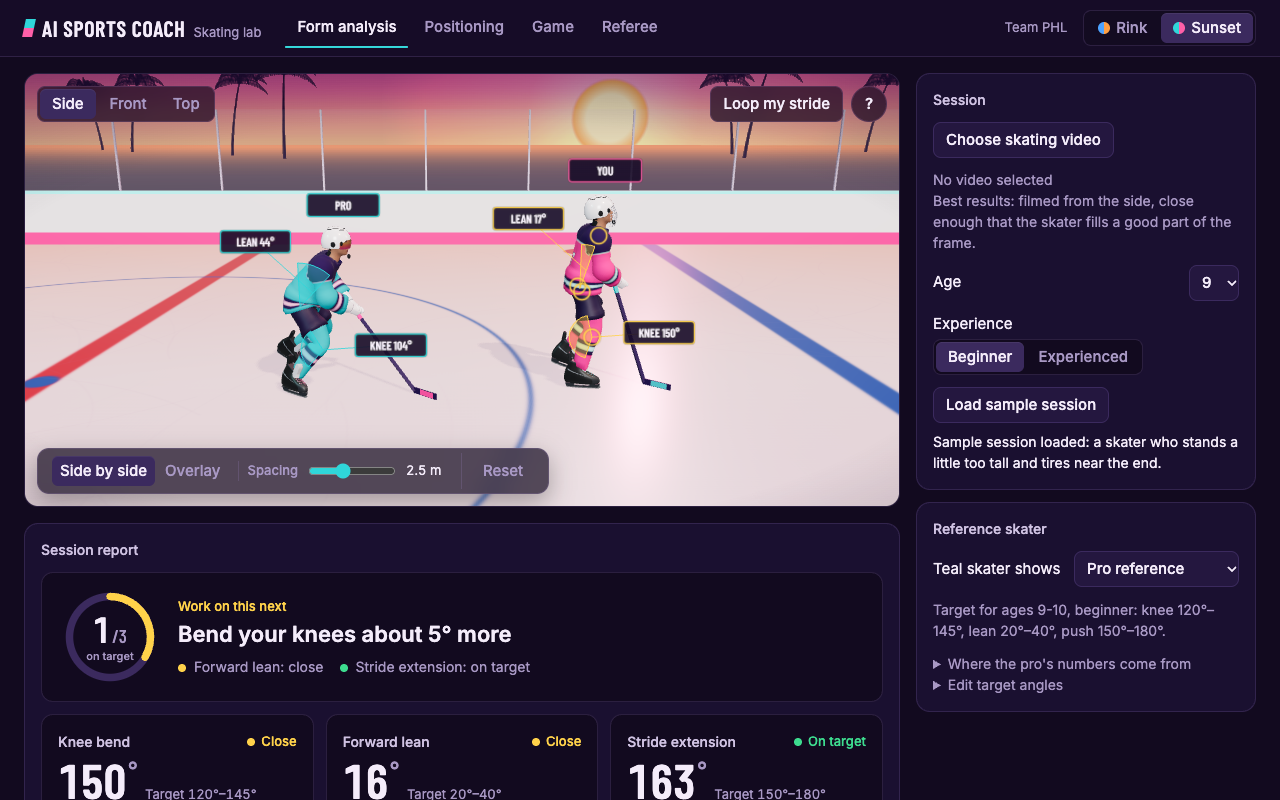 AI SPORTS COACH Skating lab Form analysis Positioning Game Referee Team PHL Rink Sunset
Side Front Top Loop my stride ?
YOU
PRO
LEAN 17°
LEAN 44°
KNEE 150°
KNEE 104°
Side by side Overlay Spacing 2.5 m Reset
Session
Choose skating video
No video selected
Best results: filmed from the side, close
enough that the skater fills a good part of the
frame.
Age 9
Experience
Beginner Experienced
Load sample session
Sample session loaded: a skater who stands a
little too tall and tires near the end.
Reference skater
Teal skater shows Pro reference
Target for ages 9-10, beginner: knee 120°–
145°, lean 20°–40°, push 150°–180°.
Where the pro's numbers come from
Edit target angles
Session report
1/3
on target
Work on this next
Bend your knees about 5° more
Forward lean: close Stride extension: on target
Knee bend Close
150° Target 120°–145°
Forward lean Close
16° Target 20°–40°
Stride extension On target
163° Target 150°–180°